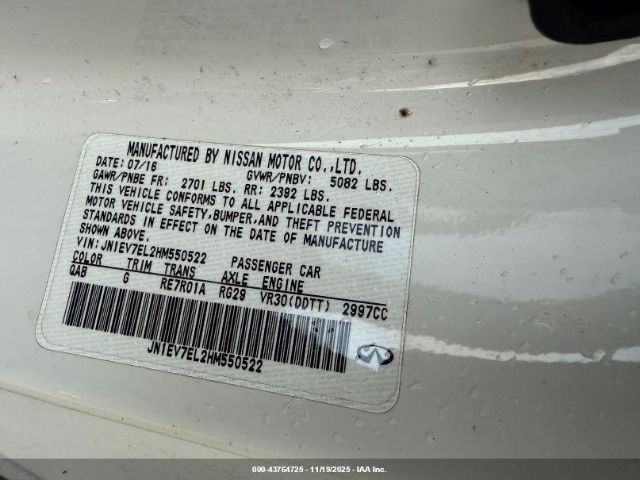 MANUFACTURED BY NISSAN MOTOR CO.,LTD.
DATE: 07/16 GVWR/PNBV: 5082 LBS.
GAWR/PNBE FR: 2701 LBS. RR: 2392 LBS.
THIS VEHICLE CONFORMS TO ALL APPLICABLE FEDERAL
MOTOR VEHICLE SAFETY, BUMPER, AND THEFT PREVENTION
STANDARDS IN EFFECT ON THE DATE OF MANUFACTURE
SHOWN ABOVE.
VIN: JN1EV7EL2HM550522 PASSENGER CAR
COLOR TRIM TRANS AXLE ENGINE
QAB G RE7R01A RG29 VR30(DDTT) 2997CC
JN1EV7EL2HM550522
000-43764725 - 11/19/2025 - IAA Inc.